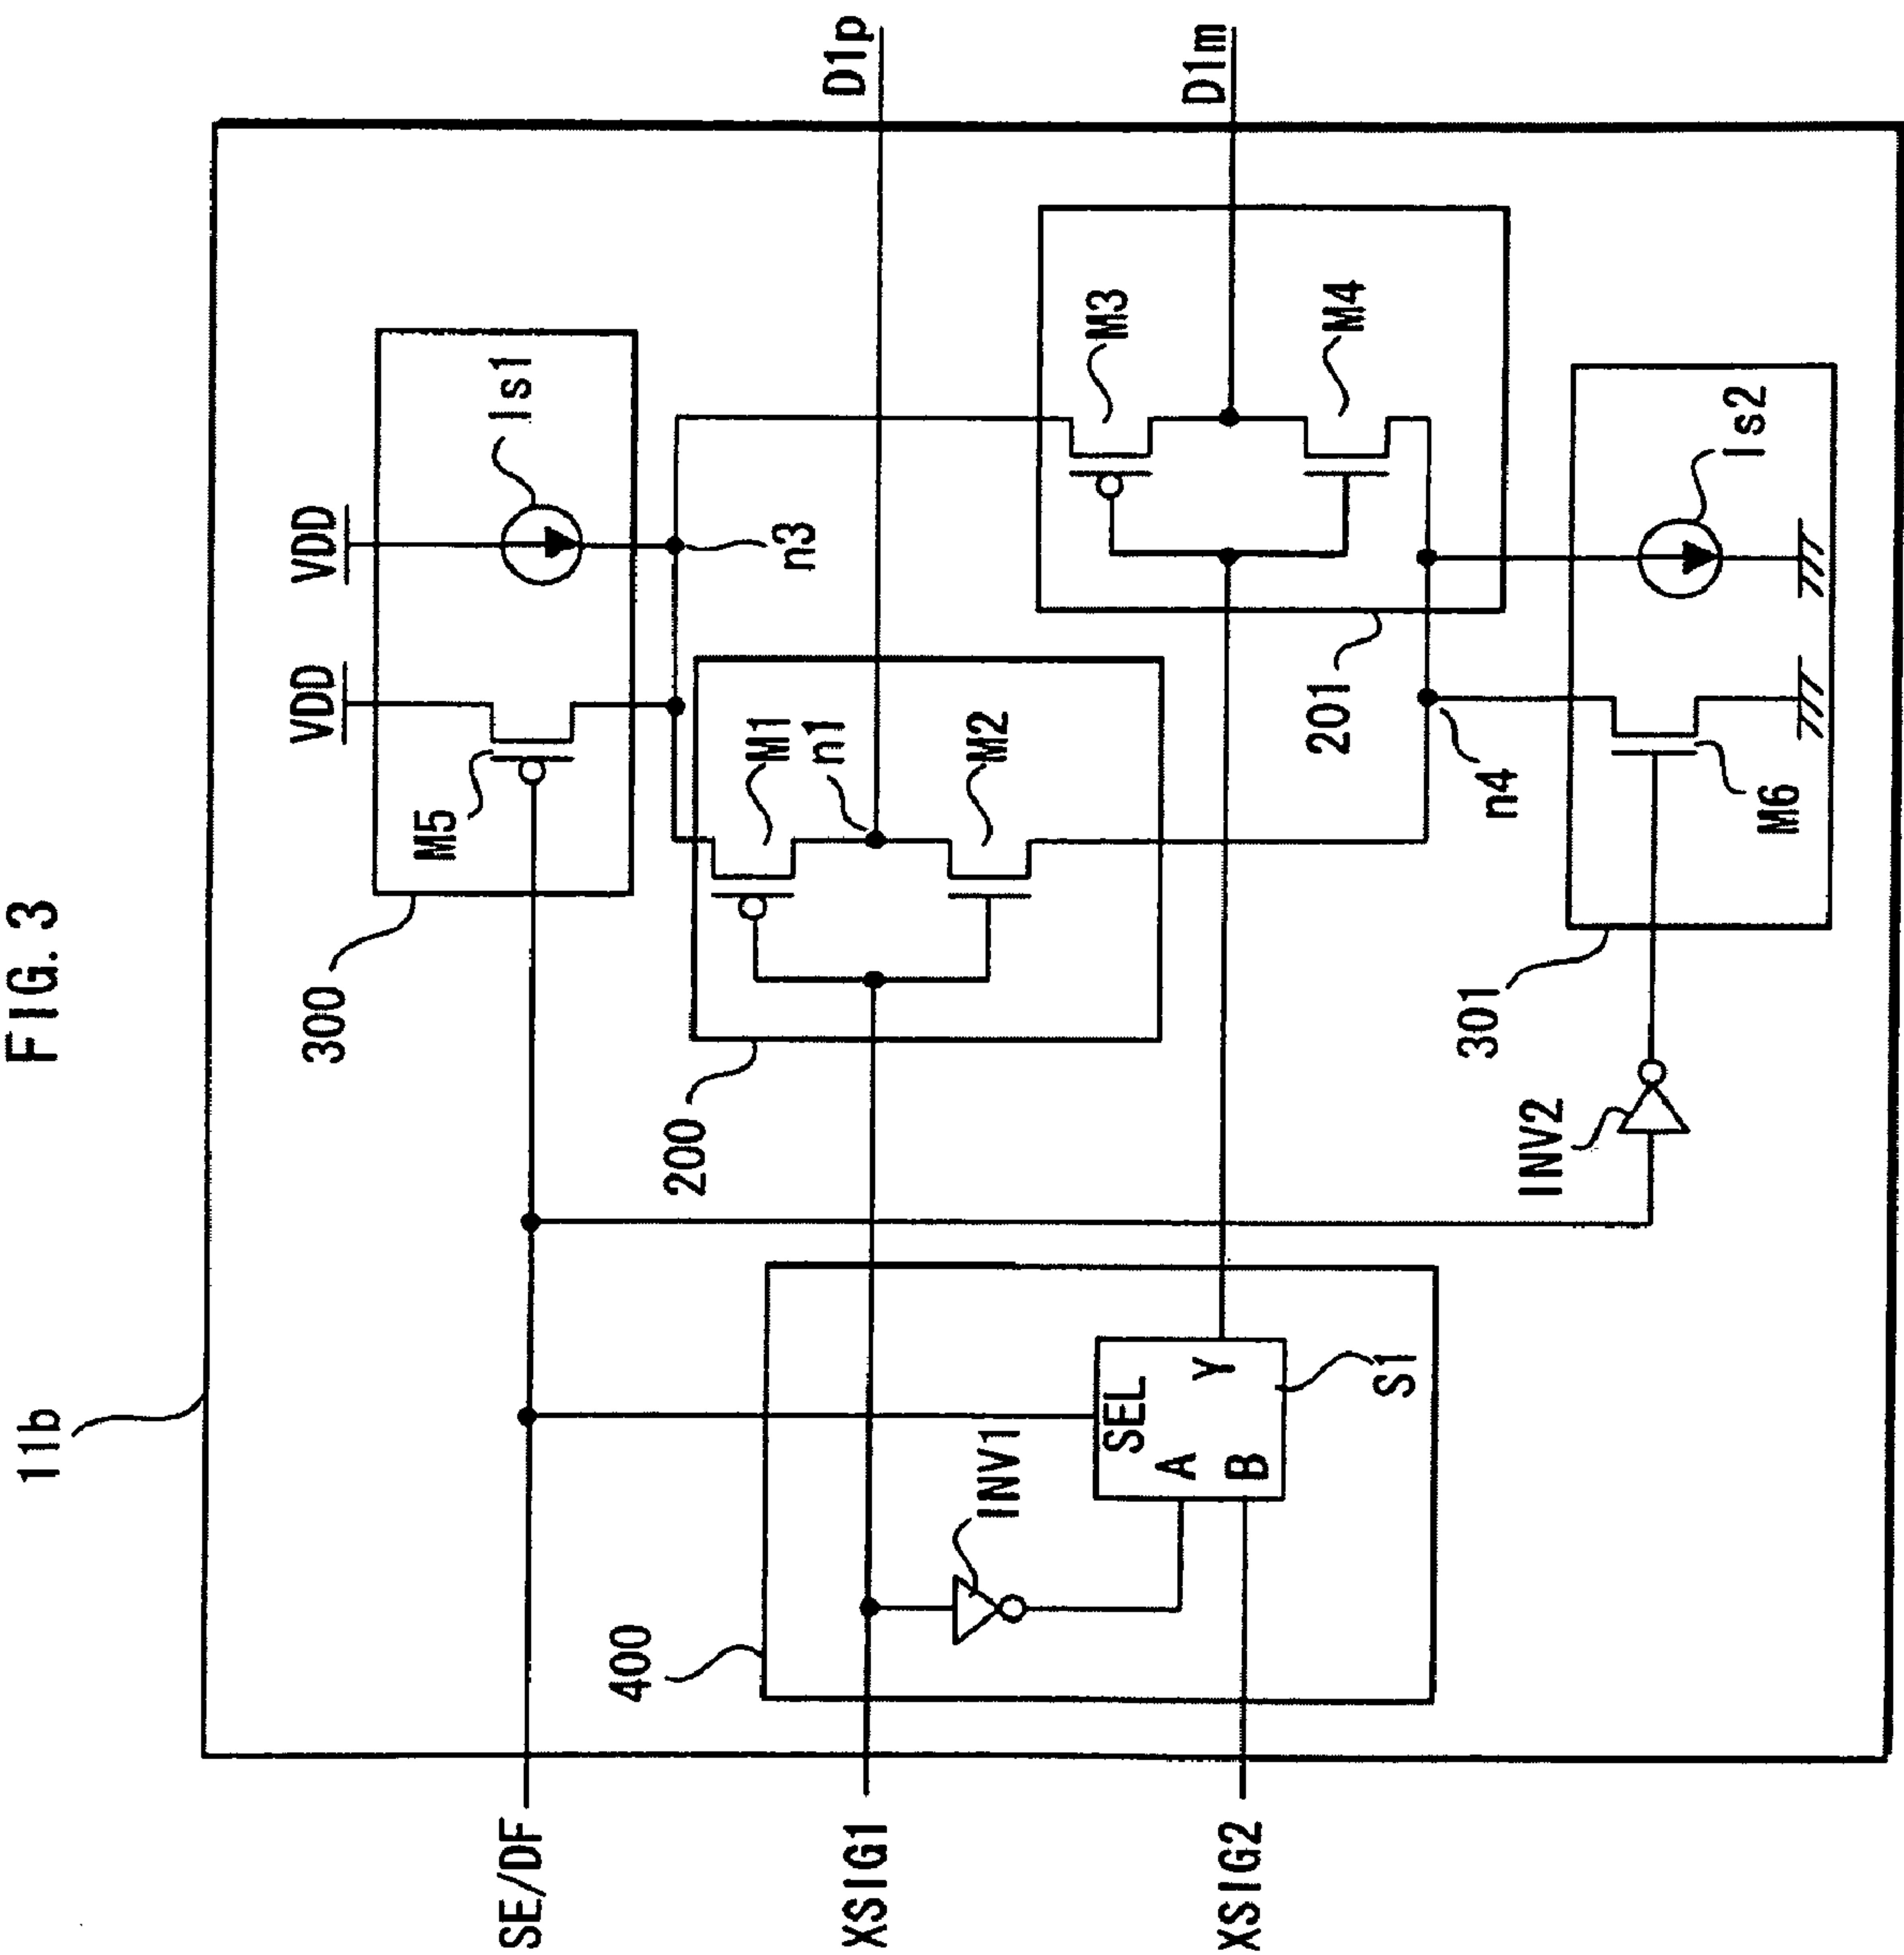 FIG. 3
11b
300
VDD
VDD
M5
Is1
n3
D1p
SE/DF
200
M1
n1
M2
400
XSIG1
INV1
SEL
A
B
Y
S1
XSIG2
201
M3
M4
D1m
n4
INV2
301
M6
Is2